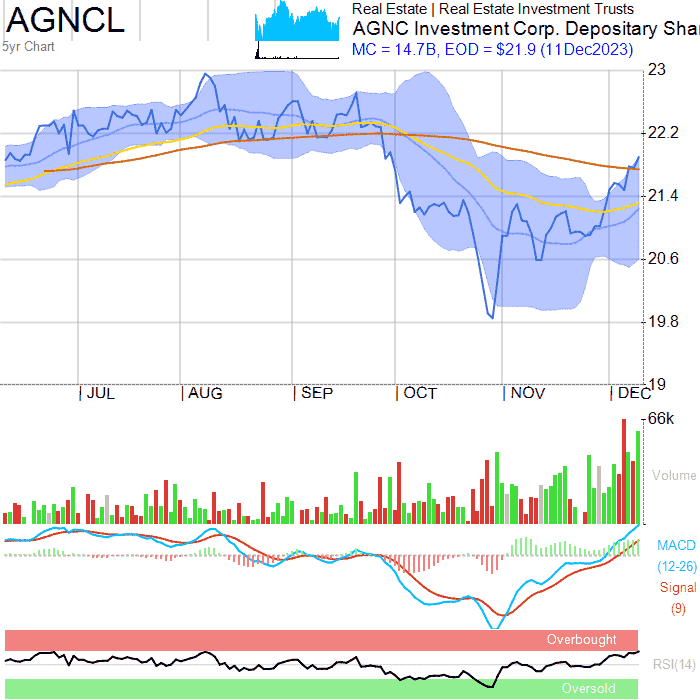 AGNCL
5yr Chart
Real Estate | Real Estate Investment Trusts
AGNC Investment Corp. Depositary Shar
MC = 14.7B, EOD = $21.9 (11Dec2023)
23
22.2
21.4
20.6
19.8
19
| JUL
| AUG
| SEP
| OCT
| NOV
| DEC
66k
Volume
MACD
(12-26)
Signal
(9)
Overbought
RSI(14)
Oversold